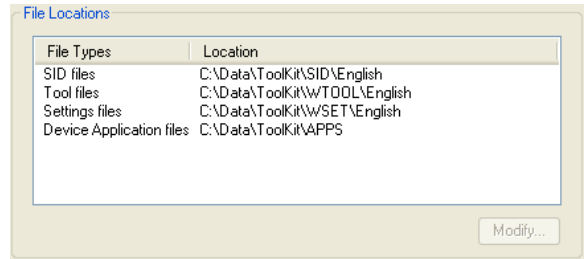 File Locations
File Types Location
SID files C:\Data\ToolKit\SID\English
Tool files C:\Data\ToolKit\WTOOL\English
Settings files C:\Data\ToolKit\WSET\English
Device Application files C:\Data\ToolKit\APPS
Modify...